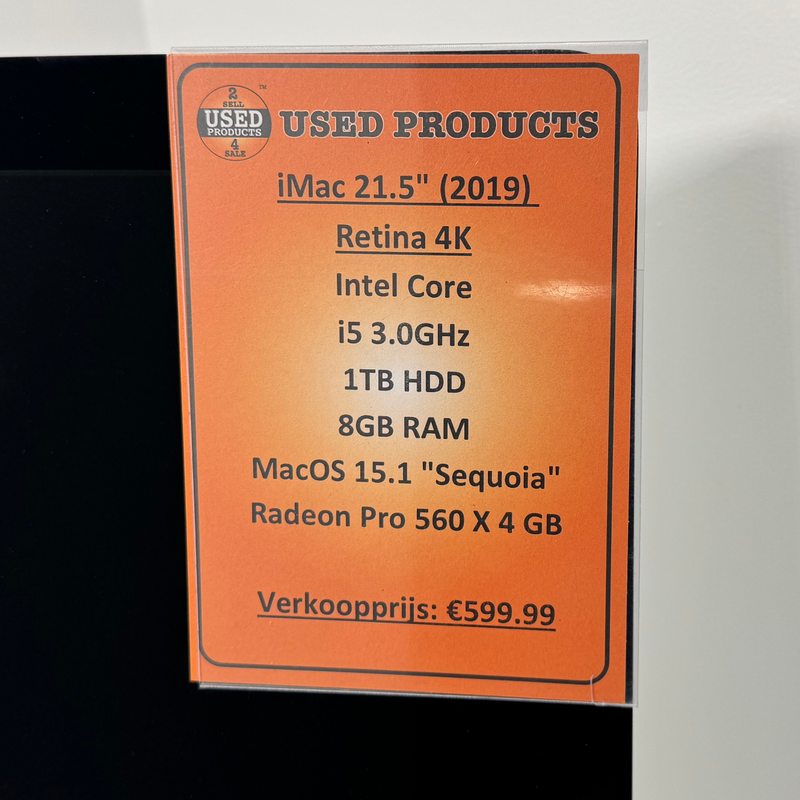 2
SELL
USED
PRODUCTS
4
SALE
™
USED PRODUCTS
iMac 21.5" (2019)
Retina 4K
Intel Core
i5 3.0GHz
1TB HDD
8GB RAM
MacOS 15.1 "Sequoia"
Radeon Pro 560 X 4 GB
Verkoopprijs: €599.99